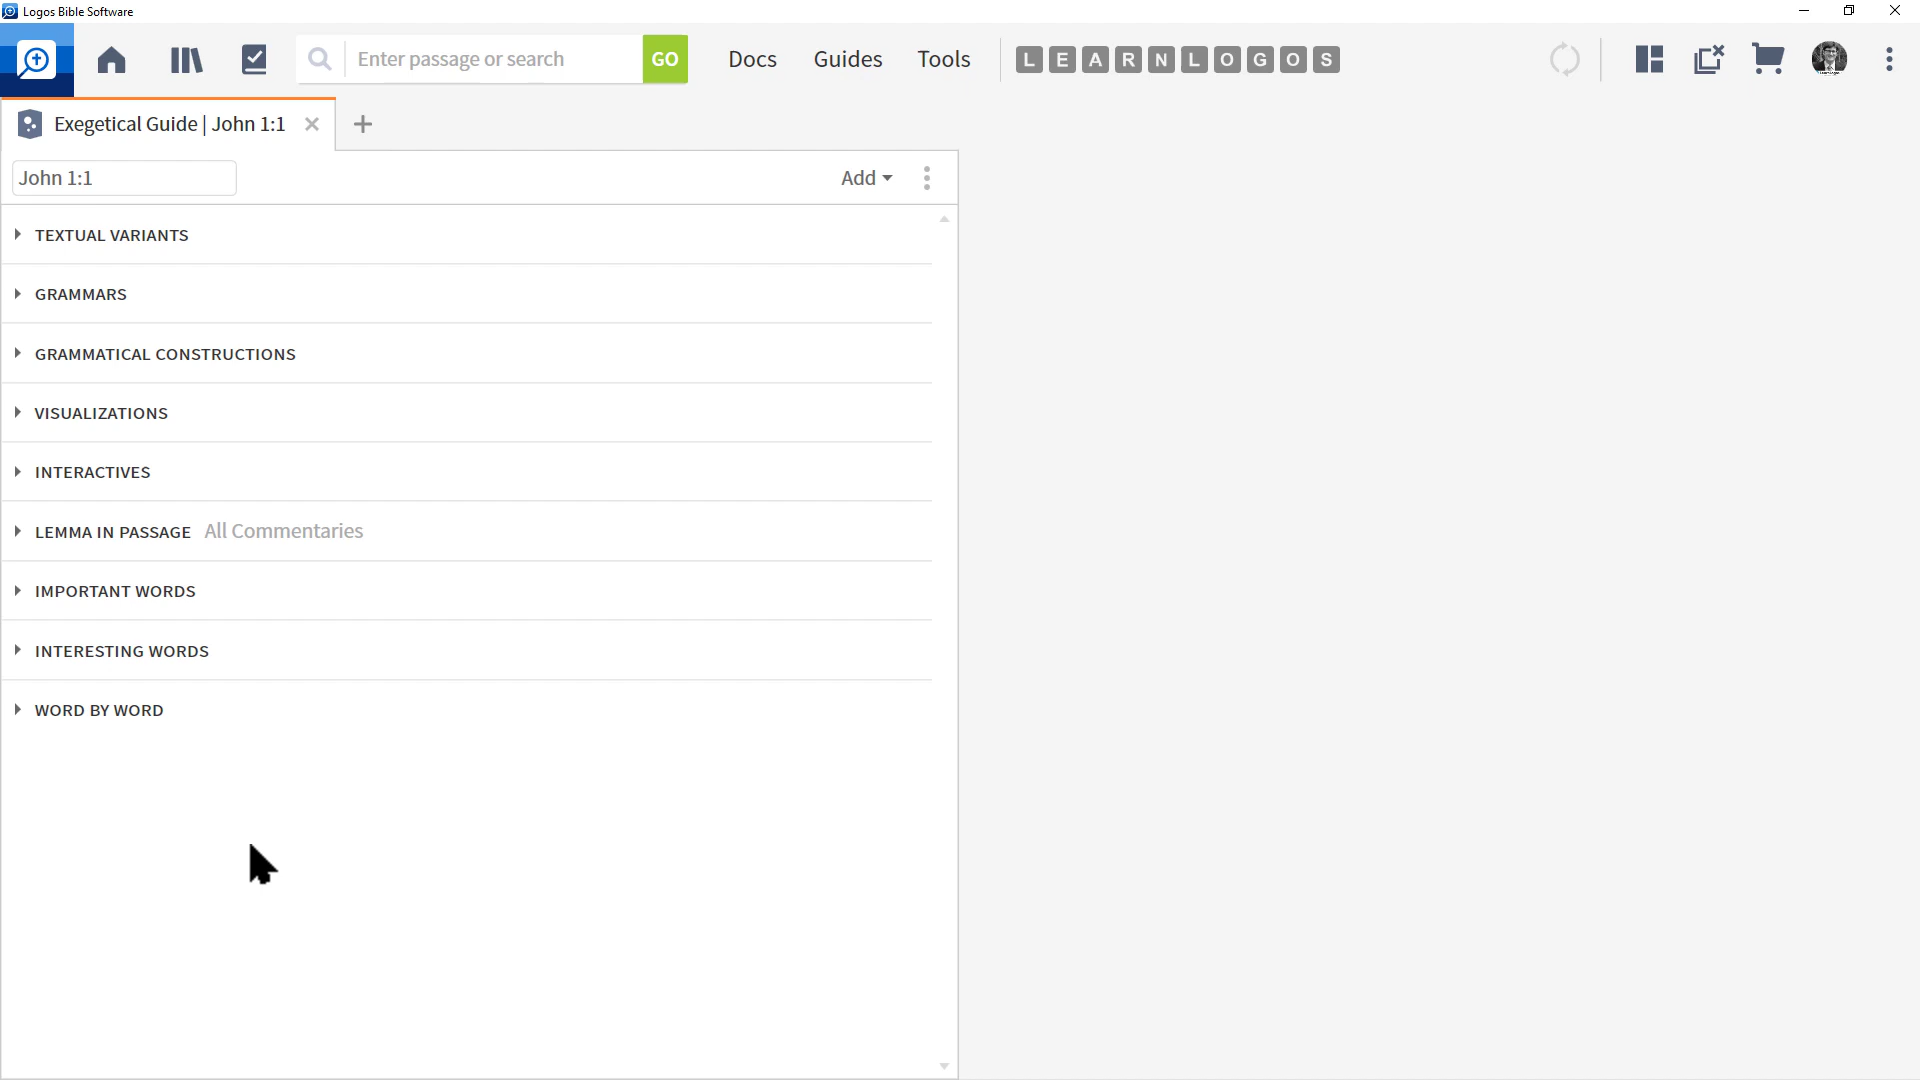 Logos Bible Software
Enter passage or search GO Docs Guides Tools L E A R N L O G O S
Exegetical Guide | John 1:1
John 1:1 Add
TEXTUAL VARIANTS
GRAMMARS
GRAMMATICAL CONSTRUCTIONS
VISUALIZATIONS
INTERACTIVES
LEMMA IN PASSAGE All Commentaries
IMPORTANT WORDS
INTERESTING WORDS
WORD BY WORD